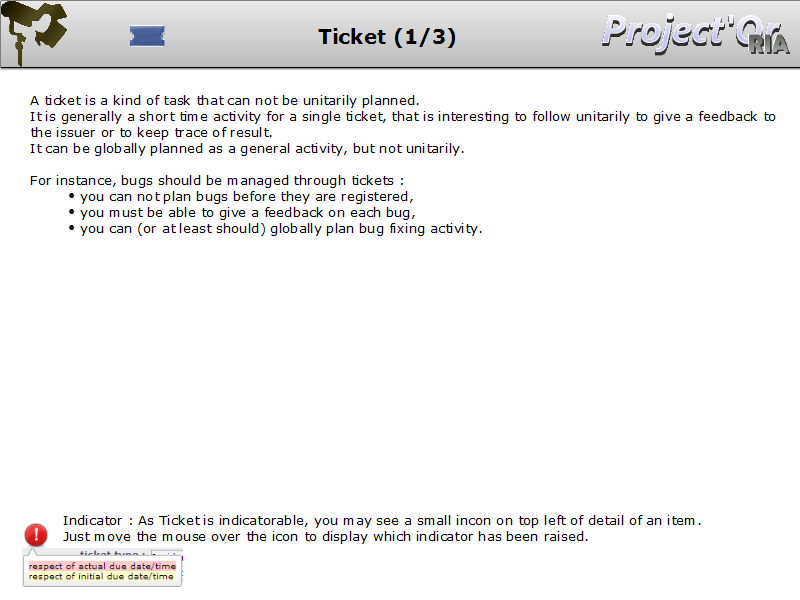 Ticket (1/3)
Project'Or
RIA
A ticket is a kind of task that can not be unitarily planned.
It is generally a short time activity for a single ticket, that is interesting to follow unitarily to give a feedback to
the issuer or to keep trace of result.
It can be globally planned as a general activity, but not unitarily.
For instance, bugs should be managed through tickets :
• you can not plan bugs before they are registered,
• you must be able to give a feedback on each bug,
• you can (or at least should) globally plan bug fixing activity.
Indicator : As Ticket is indicatorable, you may see a small incon on top left of detail of an item.
Just move the mouse over the icon to display which indicator has been raised.
ticket type :
respect of actual due date/time
respect of initial due date/time